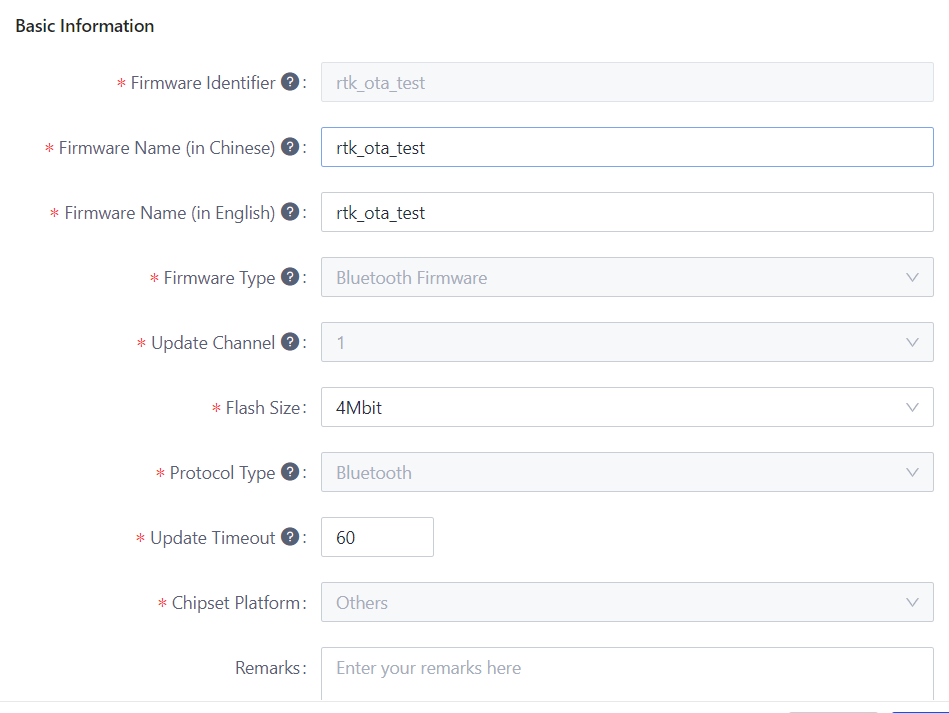 Basic Information
* Firmware Identifier ? : rtk_ota_test
* Firmware Name (in Chinese) ? : rtk_ota_test
* Firmware Name (in English) ? : rtk_ota_test
* Firmware Type ? : Bluetooth Firmware
* Update Channel ? : 1
* Flash Size : 4Mbit
* Protocol Type ? : Bluetooth
* Update Timeout ? : 60
* Chipset Platform : Others
Remarks : Enter your remarks here